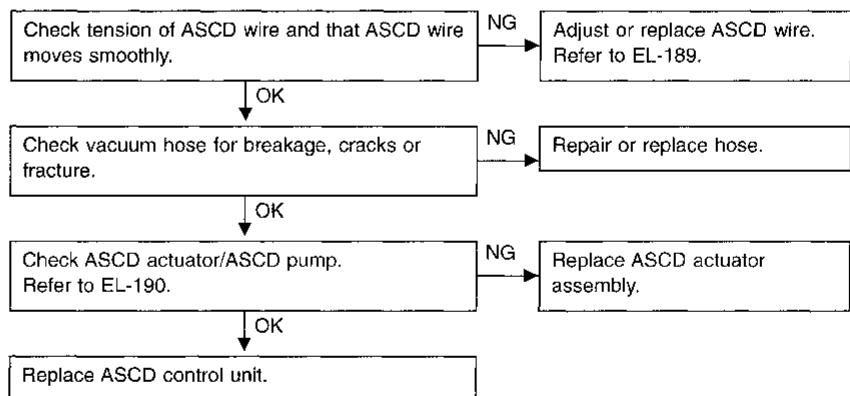 Check tension of ASCD wire and that ASCD wire
moves smoothly.
NG
Adjust or replace ASCD wire.
Refer to EL-189.
OK
Check vacuum hose for breakage, cracks or
fracture.
NG
Repair or replace hose.
OK
Check ASCD actuator/ASCD pump.
Refer to EL-190.
NG
Replace ASCD actuator
assembly.
OK
Replace ASCD control unit.